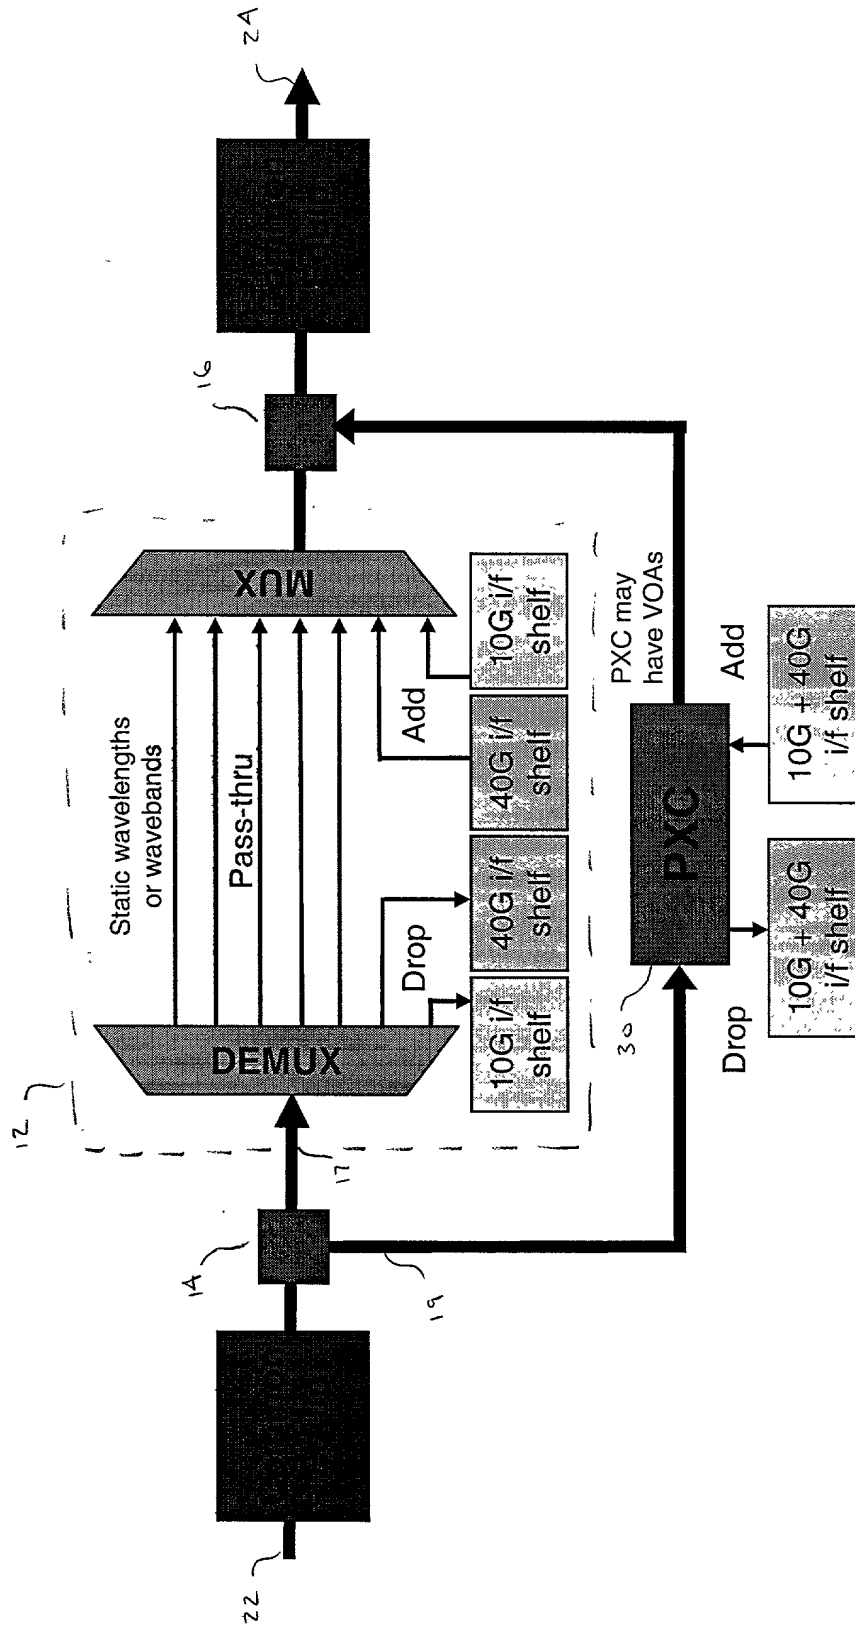 12
Static wavelengths
or wavebands
Pass-thru
DEMUX
MUX
Drop
Add
10G i/f
shelf
40G i/f
shelf
40G i/f
shelf
10G i/f
shelf
22
14
17
19
16
24
30
PXC
PXC may
have VOAs
Drop
Add
10G + 40G
i/f shelf
10G + 40G
i/f shelf